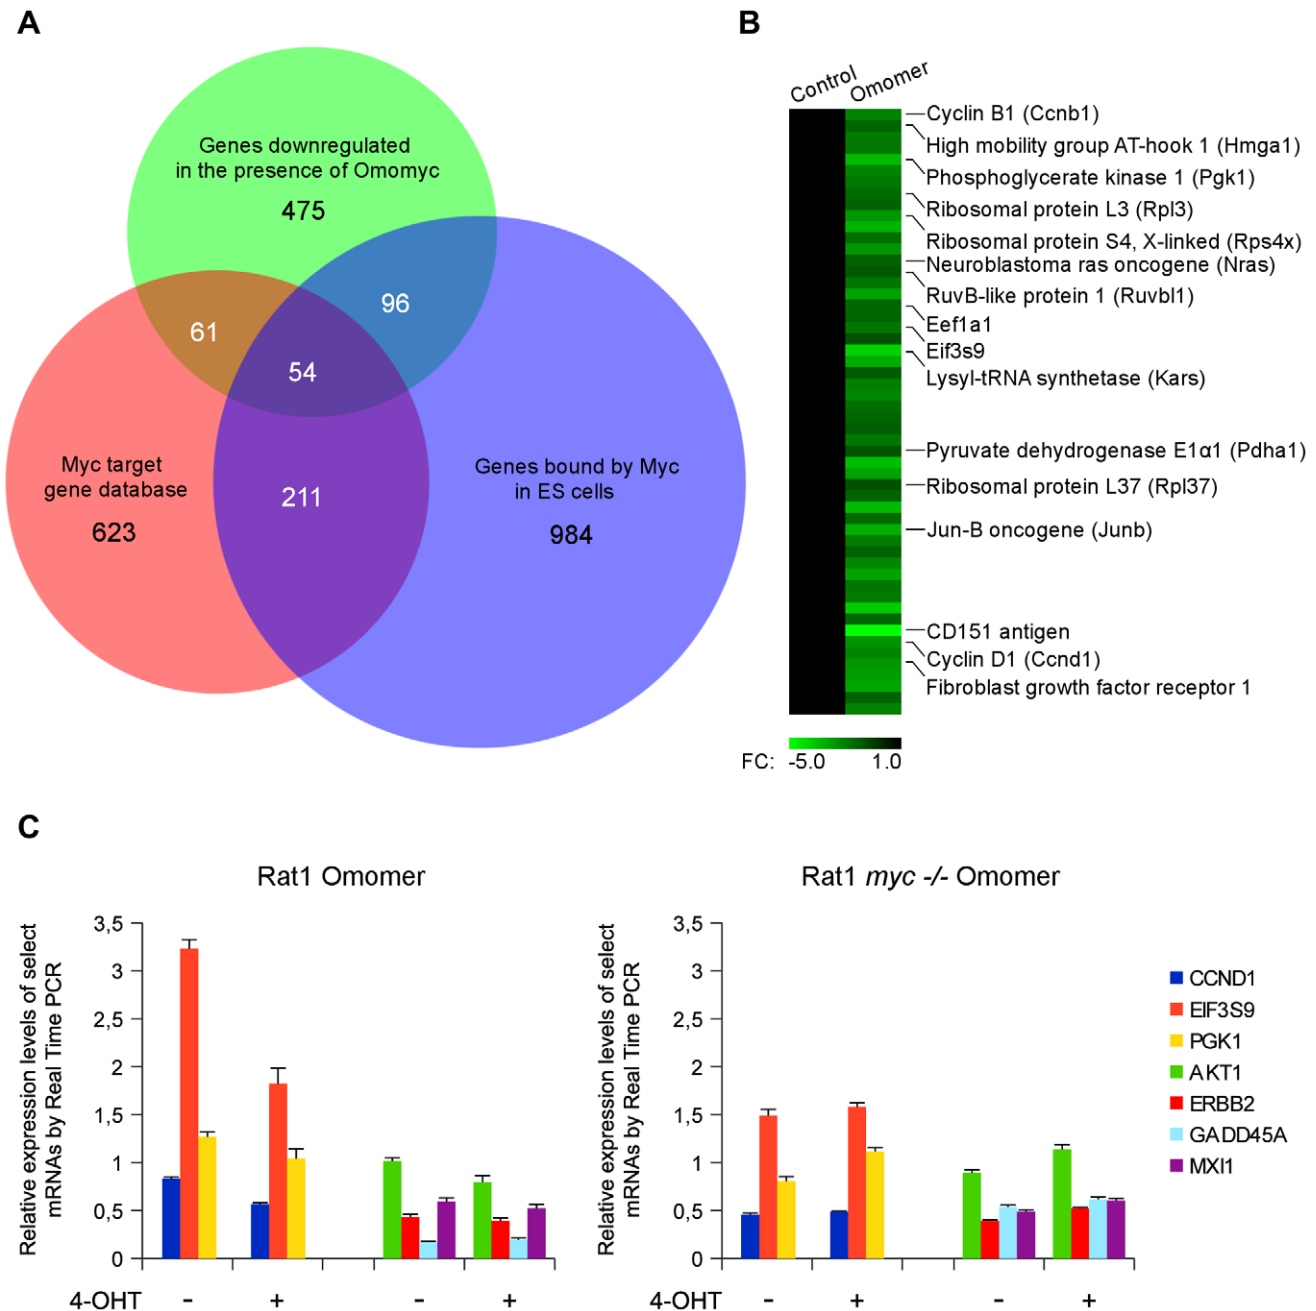 A
Genes downregulated
in the presence of Omomyc
475
96
61
54
Myc target
gene database
623
211
Genes bound by Myc
in ES cells
984
B
Control
Omomer
Cyclin B1 (Ccnb1)
High mobility group AT-hook 1 (Hmga1)
Phosphoglycerate kinase 1 (Pgk1)
Ribosomal protein L3 (Rpl3)
Ribosomal protein S4, X-linked (Rps4x)
Neuroblastoma ras oncogene (Nras)
RuvB-like protein 1 (Ruvbl1)
Eef1a1
Eif3s9
Lysyl-tRNA synthetase (Kars)
Pyruvate dehydrogenase E1α1 (Pdha1)
Ribosomal protein L37 (Rpl37)
Jun-B oncogene (Junb)
CD151 antigen
Cyclin D1 (Ccnd1)
Fibroblast growth factor receptor 1
FC: -5.0 1.0
C
Rat1 Omomer
Relative expression levels of select
mRNAs by Real Time PCR
3,5
3
2,5
2
1,5
1
0,5
0
4-OHT - + - +
Rat1 myc -/- Omomer
Relative expression levels of select
mRNAs by Real Time PCR
3,5
3
2,5
2
1,5
1
0,5
0
4-OHT - + - +
CCND1
EIF3S9
PGK1
AKT1
ERBB2
GADD45A
MXI1